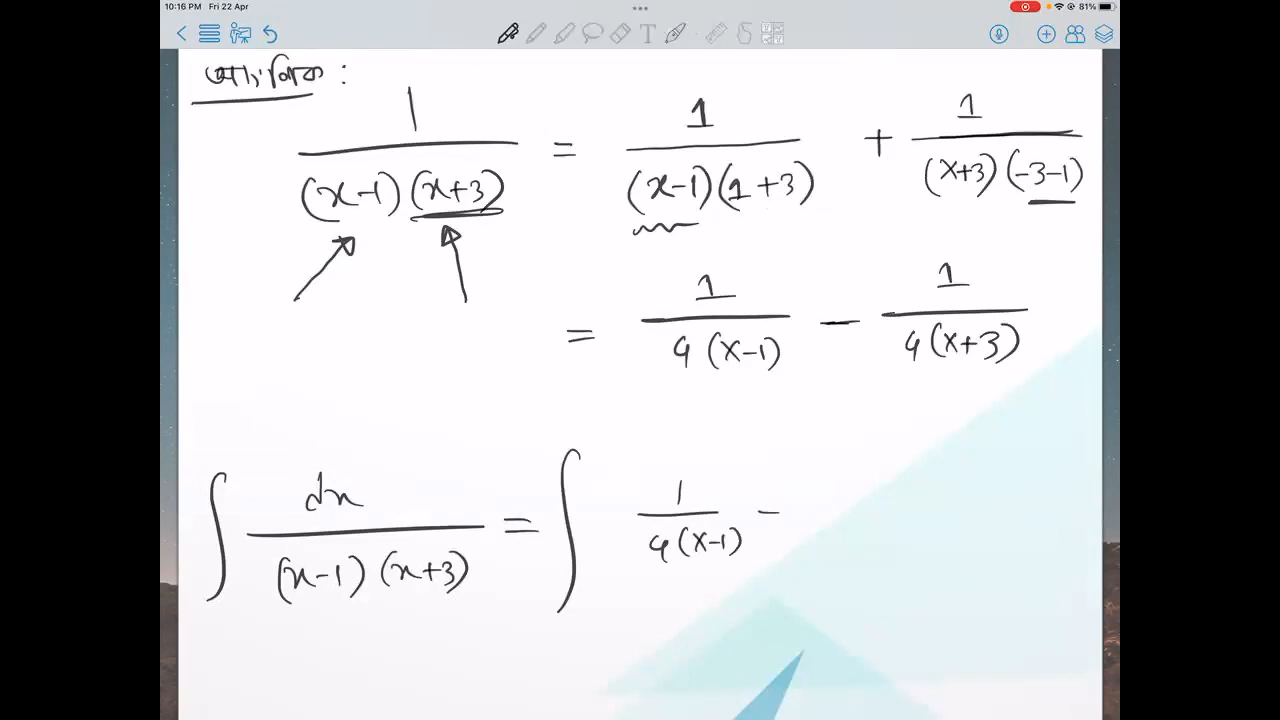 10:16 PM Fri 22 Apr 81%
T
1/((x-1)(x+3)) = 1/((x-1)(1+3)) + 1/((x+3)(-3-1))
= 1/(4(x-1)) - 1/(4(x+3))
∫ dx/((x-1)(x+3)) = ∫ 1/(4(x-1)) -